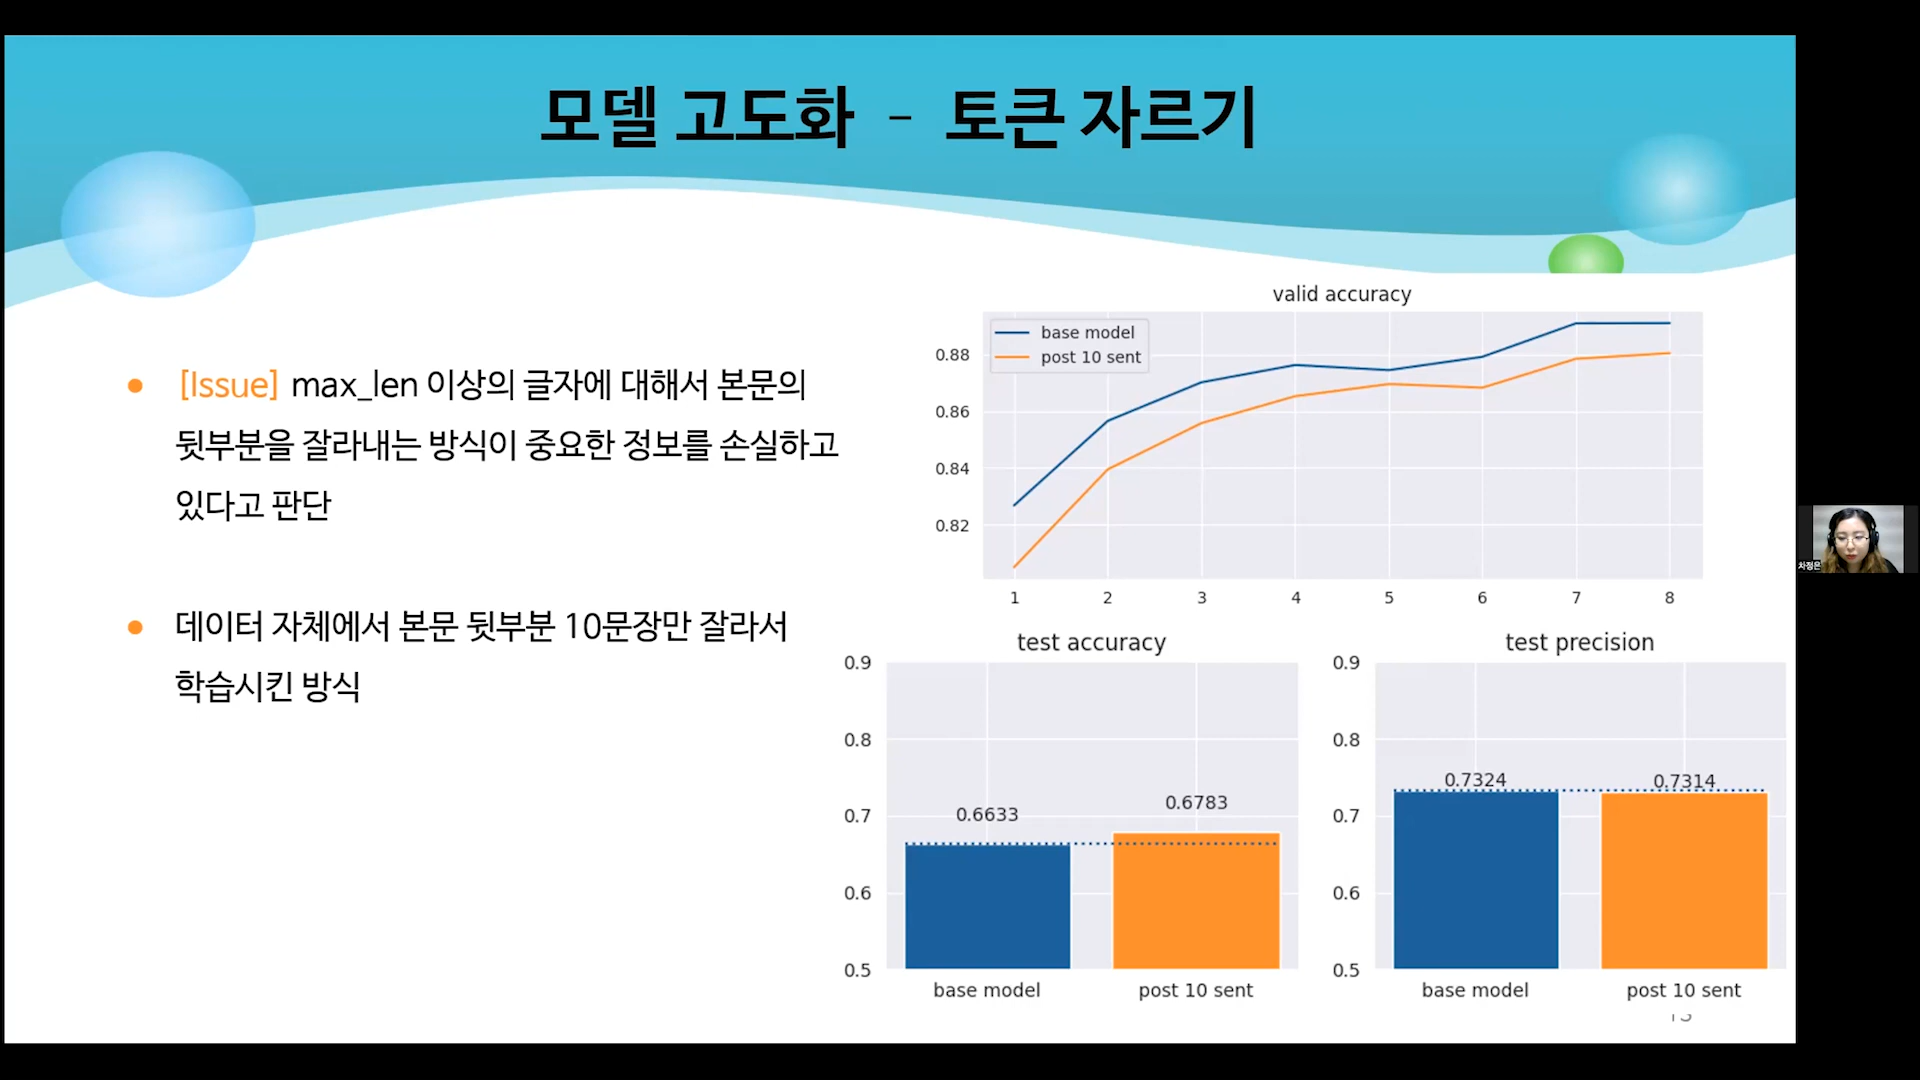 모델 고도화 - 토큰 자르기
[Issue] max_len 이상의 글자에 대해서 본문의
뒷부분을 잘라내는 방식이 중요한 정보를 손실하고
있다고 판단
데이터 자체에서 본문 뒷부분 10문장만 잘라서
학습시킨 방식
valid accuracy
base model
post 10 sent
0.88
0.86
0.84
0.82
1 2 3 4 5 6 7 8
test accuracy
0.9
0.8
0.7
0.6
0.5
0.6633
0.6783
base model
post 10 sent
test precision
0.9
0.8
0.7
0.6
0.5
0.7324
0.7314
base model
post 10 sent
차정은